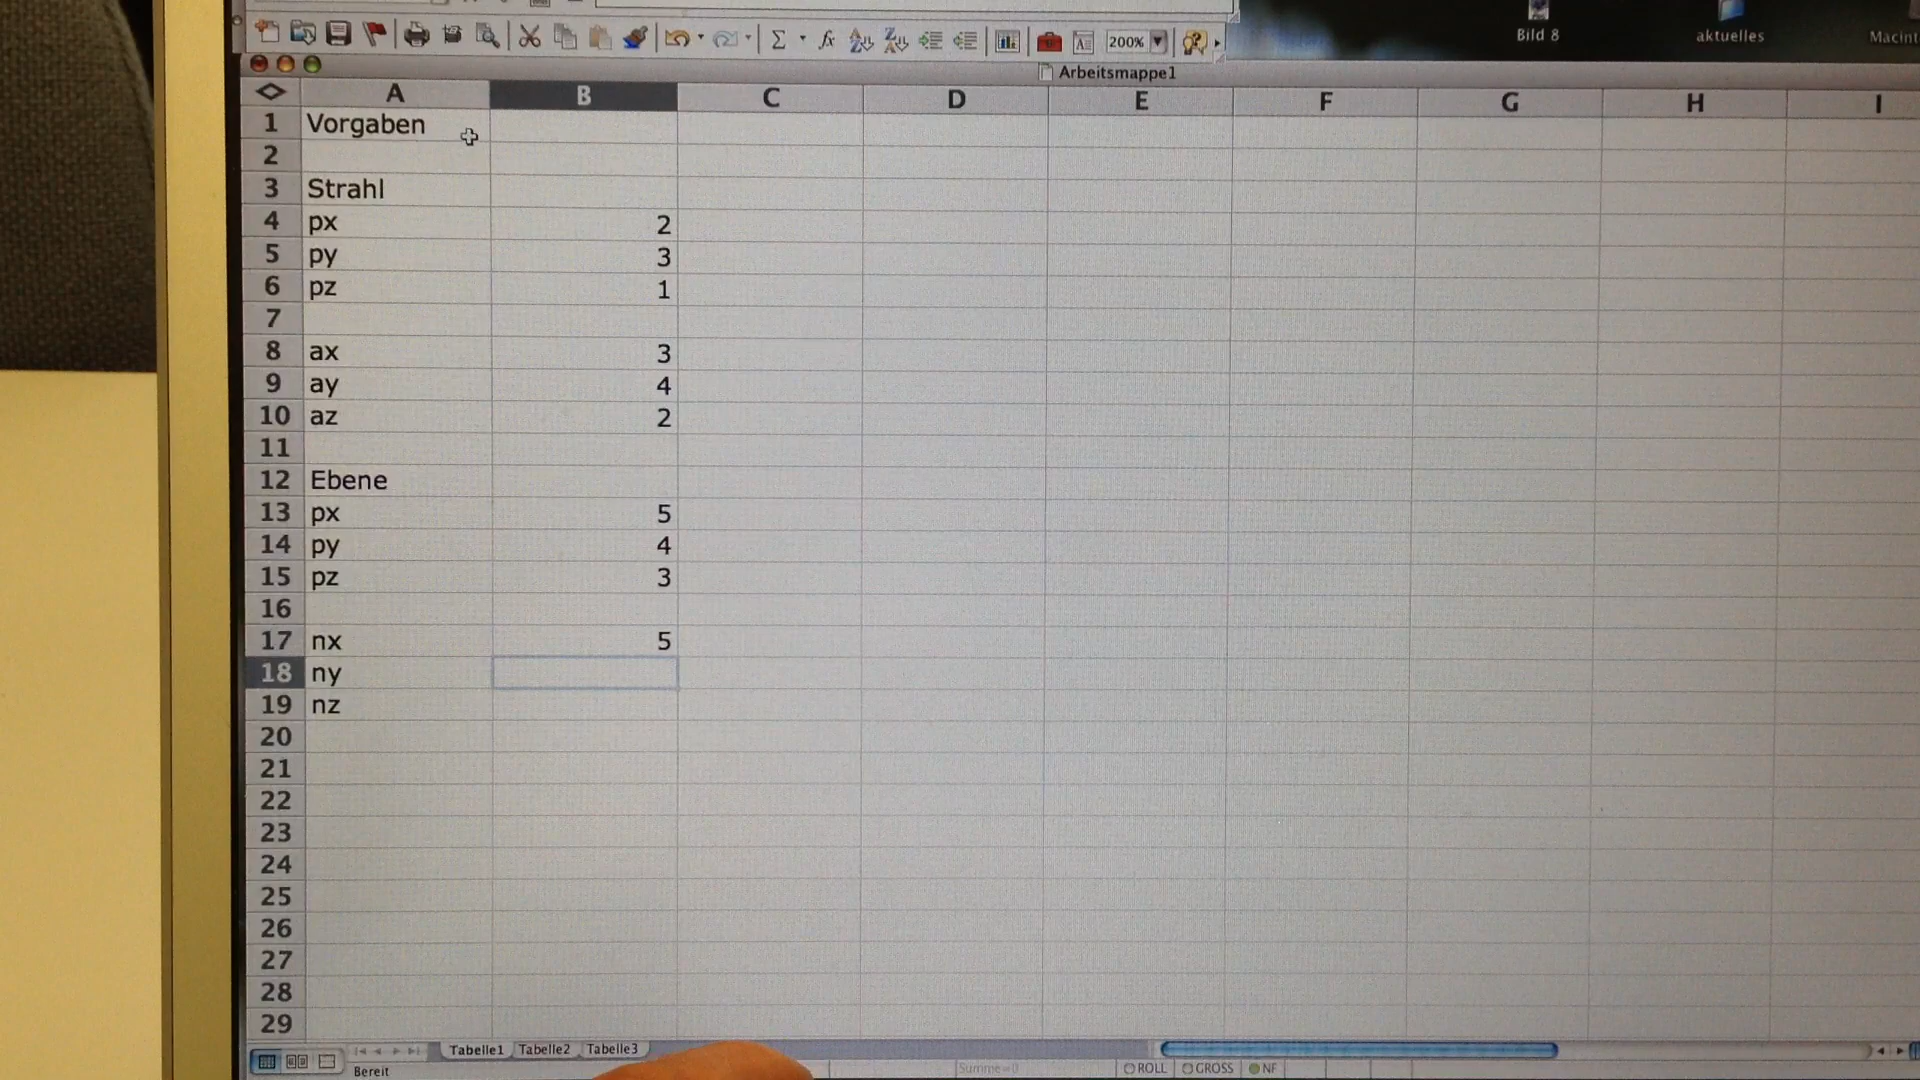 Bild 8
aktuelles
Macint
200%
Arbeitsmappe1
A B C D E F G H I
1 Vorgaben
2
3 Strahl
4 px 2
5 py 3
6 pz 1
7
8 ax 3
9 ay 4
10 az 2
11
12 Ebene
13 px 5
14 py 4
15 pz 3
16
17 nx 5
18 ny
19 nz
20
21
22
23
24
25
26
27
28
29
Tabelle1 Tabelle2 Tabelle3
Bereit Summe=0 ROLL GROSS NF